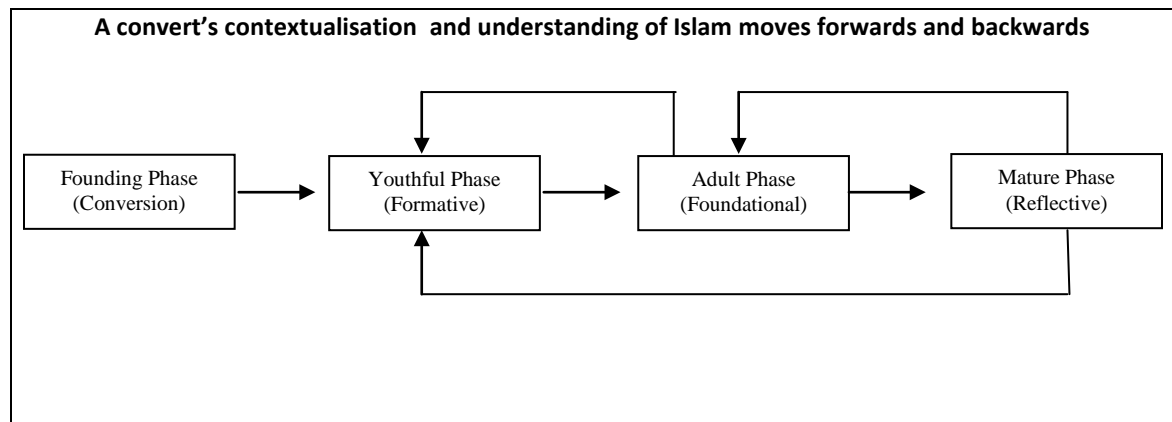 A convert’s contextualisation and understanding of Islam moves forwards and backwards
Founding Phase
(Conversion)
Youthful Phase
(Formative)
Adult Phase
(Foundational)
Mature Phase
(Reflective)